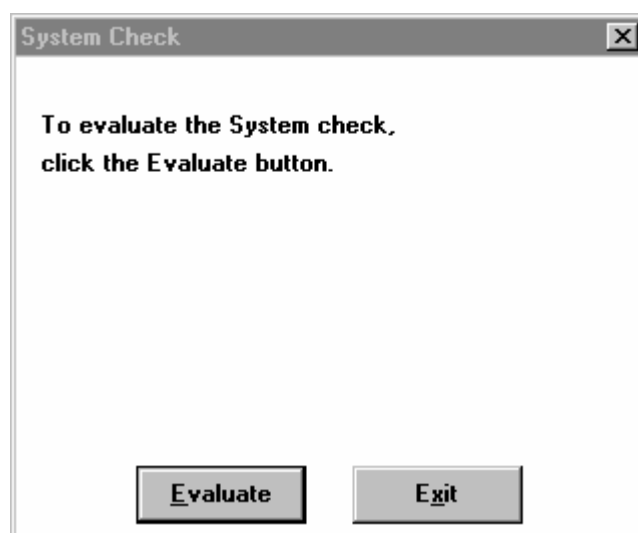 System Check
To evaluate the System check,
click the Evaluate button.
Evaluate Exit